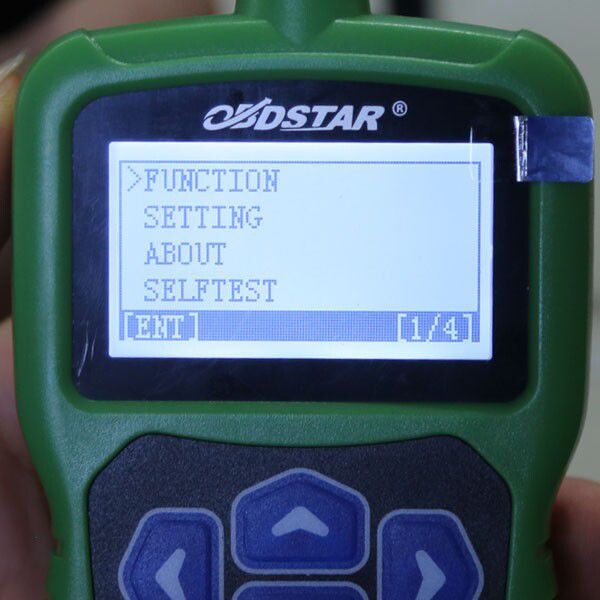 OBDSTAR®
>FUNCTION
SETTING
ABOUT
SELFTEST
[ENT] [1/4]